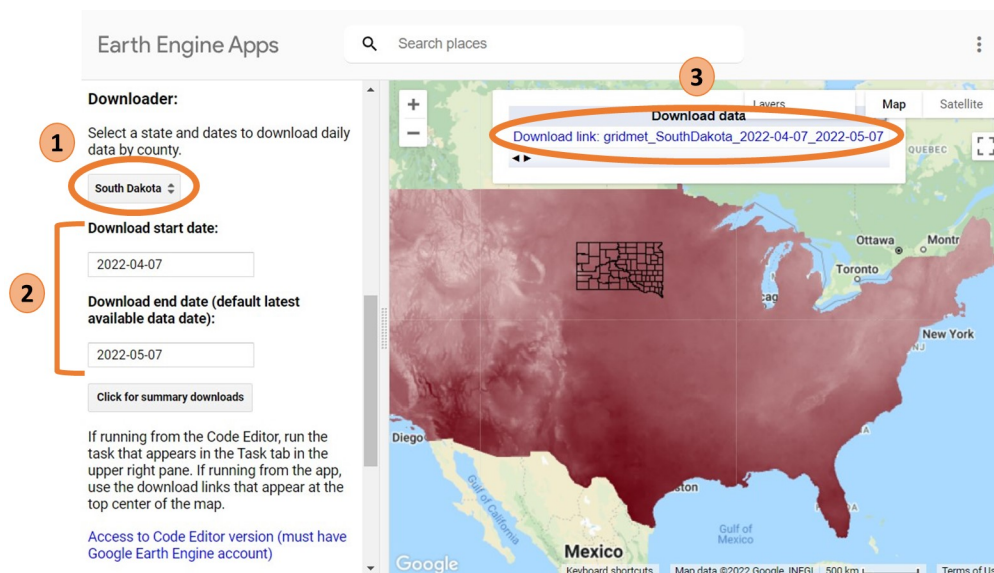 Earth Engine Apps
Search places
3
Downloader:
Select a state and dates to download daily
data by county.
1
South Dakota
Download start date:
2022-04-07
2
Download end date (default latest
available data date):
2022-05-07
Click for summary downloads
If running from the Code Editor, run the
task that appears in the Task tab in the
upper right pane. If running from the app,
use the download links that appear at the
top center of the map.
Access to Code Editor version (must have
Google Earth Engine account)
+
−
Layers
Map
Satellite
Download data
Download link: gridmet_SouthDakota_2022-04-07_2022-05-07
QUEBEC
Ottawa
Montr
Toronto
cag
New York
NJ
Diego
ston
Gulf of
California
Gulf of
Mexico
Mexico
Google
Keyboard shortcuts
Map data ©2022 Google, INEGI
500 km
Terms of Us